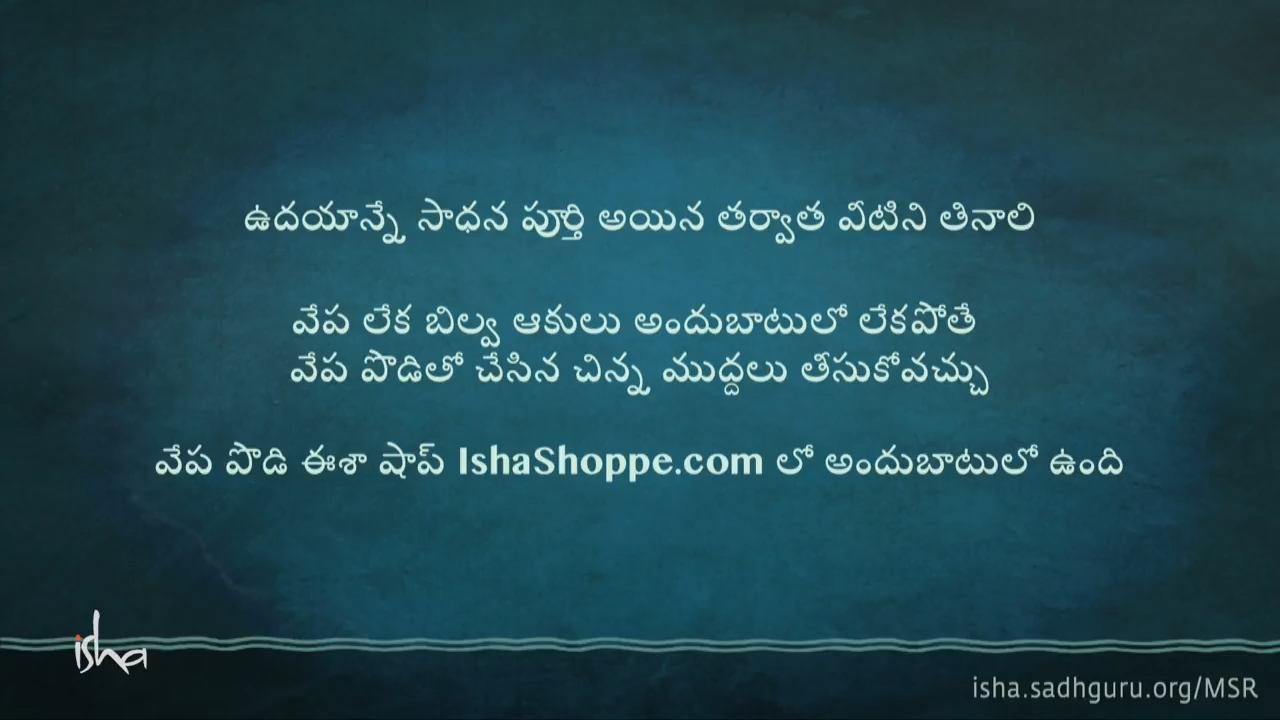 ఉదయాన్నే సాధన పూర్తి అయిన తర్వాత వీటిని తినాలి
వేప లేక బిల్వ ఆకులు అందుబాటులో లేకపోతే
వేప పొడితో చేసిన చిన్న ముద్దలు తీసుకోవచ్చు
వేప పొడి ఈశా షాప్ IshaShoppe.com లో అందుబాటులో ఉంది
isha
isha.sadhguru.org/MSR